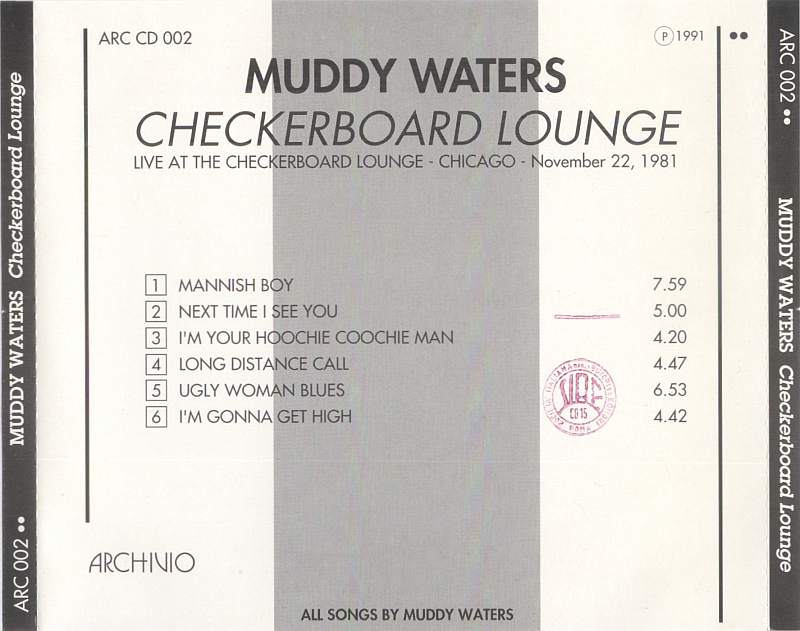 ARC CD 002
Ⓟ 1991
MUDDY WATERS
CHECKERBOARD LOUNGE
LIVE AT THE CHECKERBOARD LOUNGE - CHICAGO - November 22, 1981
1 MANNISH BOY 7.59
2 NEXT TIME I SEE YOU 5.00
3 I'M YOUR HOOCHIE COOCHIE MAN 4.20
4 LONG DISTANCE CALL 4.47
5 UGLY WOMAN BLUES 6.53
6 I'M GONNA GET HIGH 4.42
ROMA
ARCHIVIO
ALL SONGS BY MUDDY WATERS
ARC 002 •• MUDDY WATERS Checkerboard Lounge
ARC 002 •• MUDDY WATERS Checkerboard Lounge